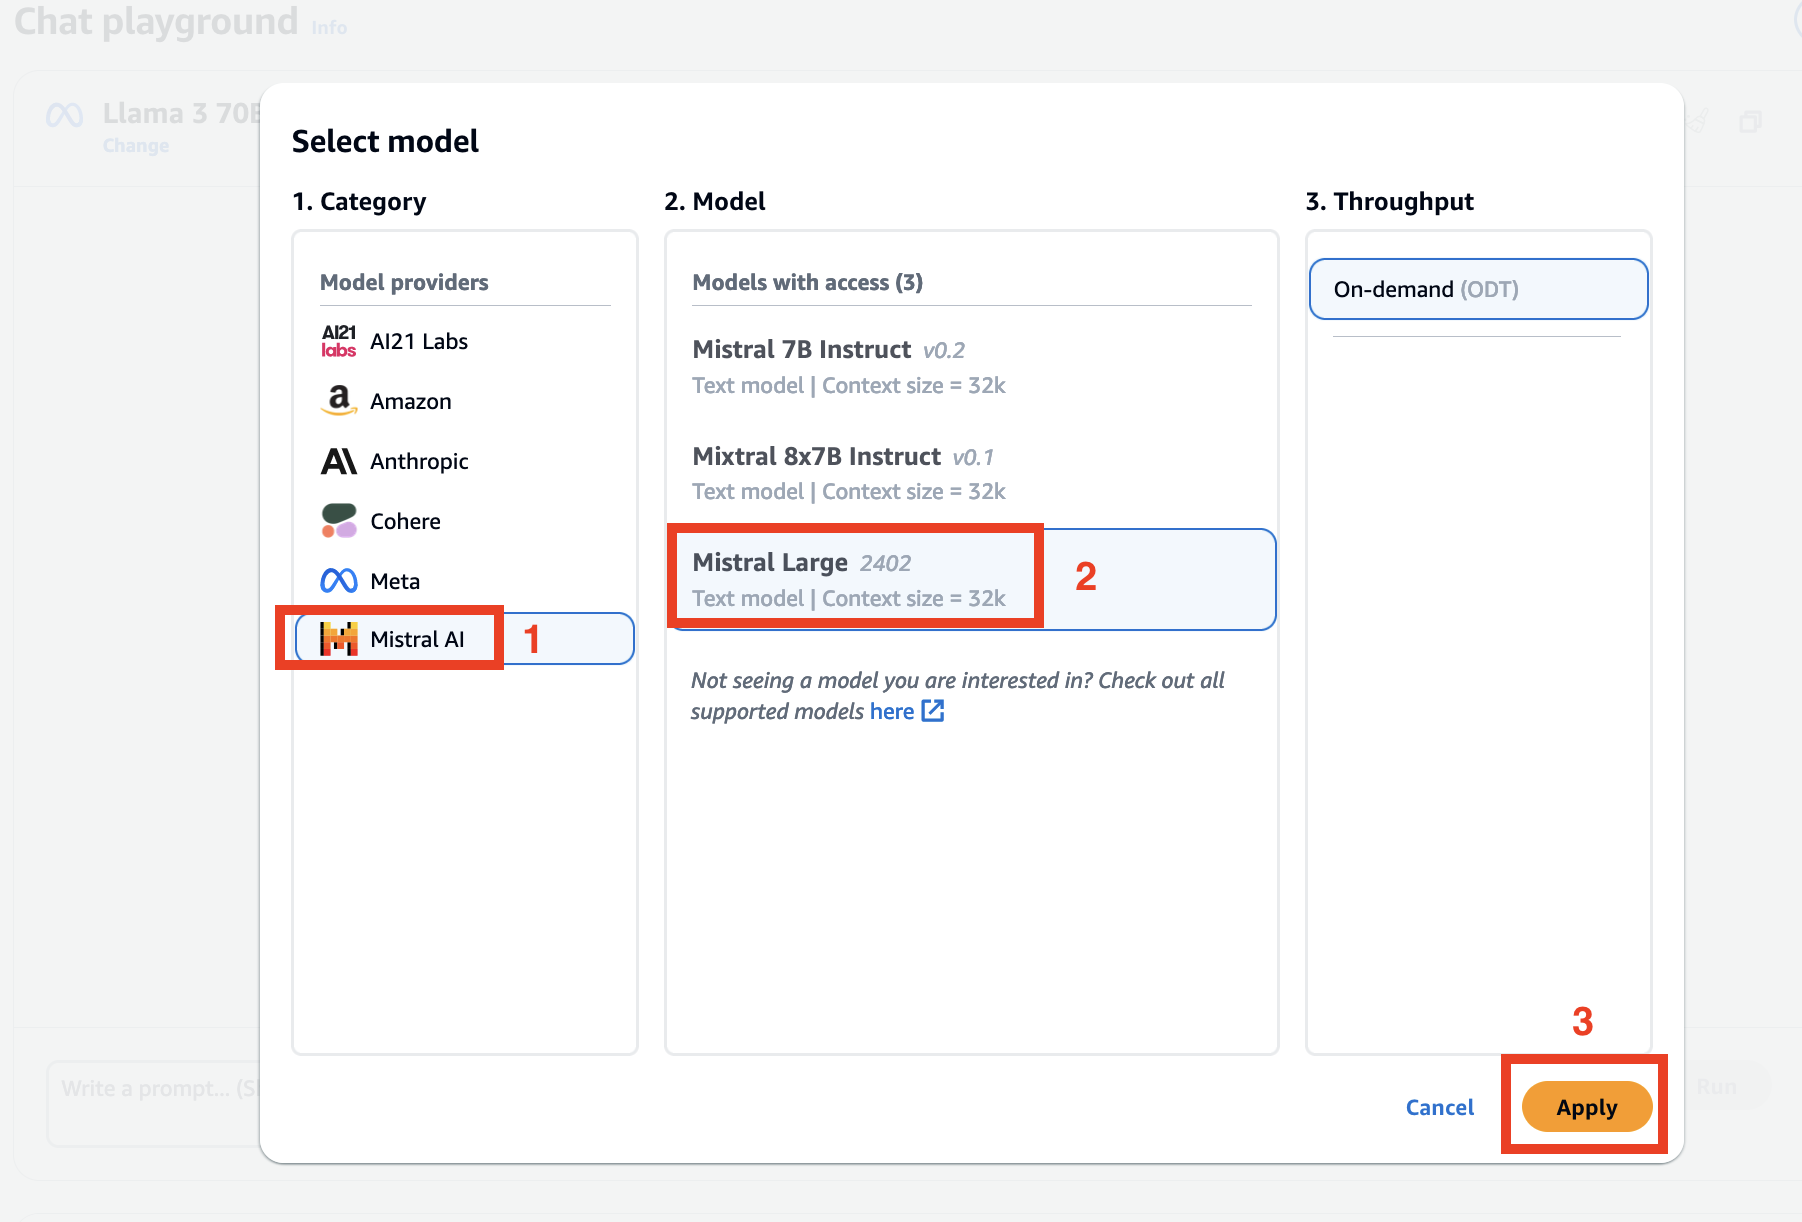 Chat playground Info
Llama 3 70B
Change
Select model
1. Category
2. Model
3. Throughput
Model providers
AI21 labs AI21 Labs
a Amazon
Anthropic
Cohere
Meta
Mistral AI 1
Models with access (3)
Mistral 7B Instruct v0.2
Text model | Context size = 32k
Mixtral 8x7B Instruct v0.1
Text model | Context size = 32k
Mistral Large 2402
Text model | Context size = 32k
2
Not seeing a model you are interested in? Check out all
supported models here
On-demand (ODT)
3
Write a prompt...
Cancel
Apply
Run